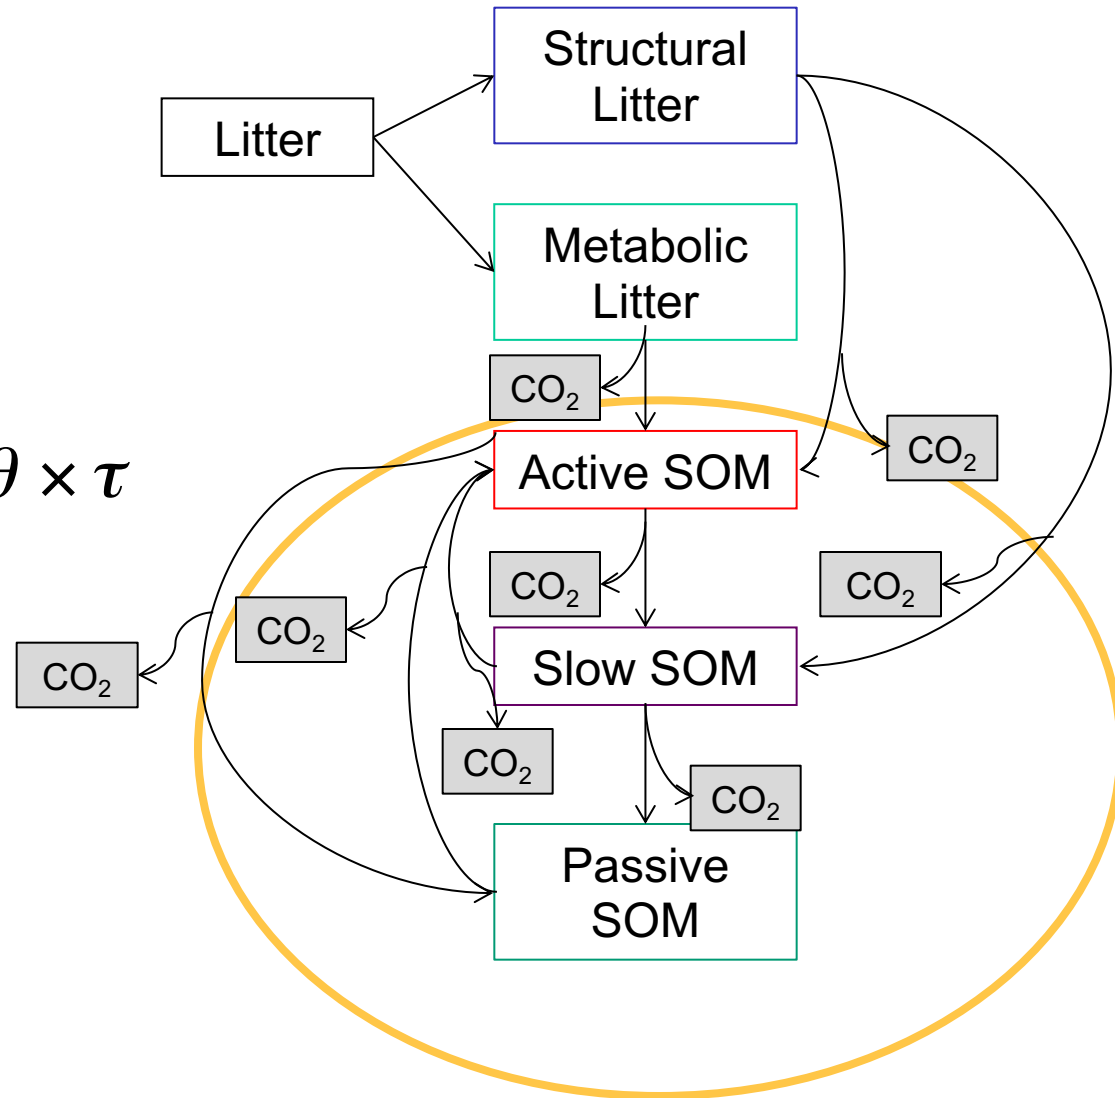 Structural
Litter
Litter
Metabolic
Litter
CO₂
CO₂
θ × τ
Active SOM
CO₂
CO₂
CO₂
CO₂
Slow SOM
CO₂
CO₂
Passive
SOM